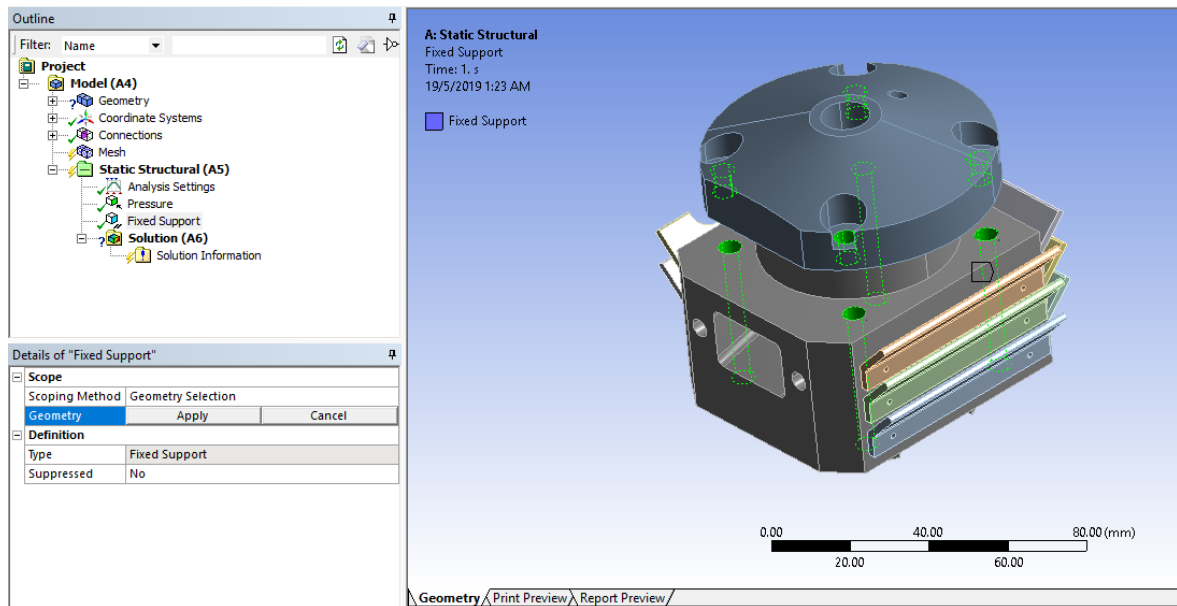 Outline
Filter: Name
Project
Model (A4)
Geometry
Coordinate Systems
Connections
Mesh
Static Structural (A5)
Analysis Settings
Pressure
Fixed Support
Solution (A6)
Solution Information
Details of "Fixed Support"
Scope
Scoping Method Geometry Selection
Geometry Apply Cancel
Definition
Type Fixed Support
Suppressed No
A: Static Structural
Fixed Support
Time: 1. s
19/5/2019 1:23 AM
Fixed Support
0.00 40.00 80.00 (mm)
20.00 60.00
Geometry Print Preview Report Preview